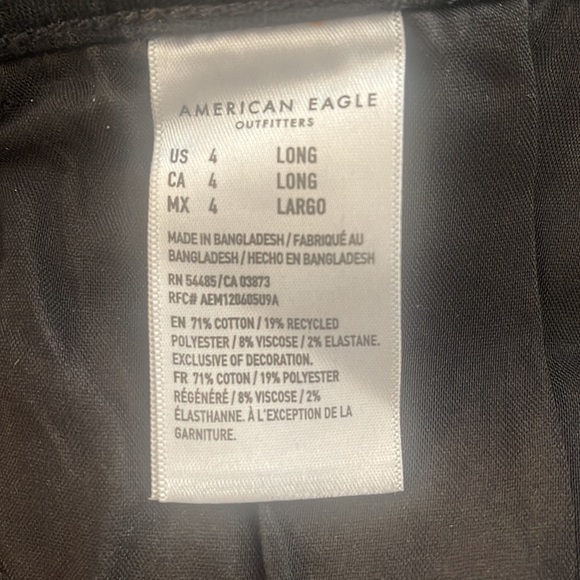 AMERICAN EAGLE
OUTFITTERS
US 4 LONG
CA 4 LONG
MX 4 LARGO
MADE IN BANGLADESH / FABRIQUÉ AU
BANGLADESH / HECHO EN BANGLADESH
RN 54485/CA 03873
RFC# AEM120605U9A
EN 71% COTTON / 19% RECYCLED
POLYESTER / 8% VISCOSE / 2% ELASTANE.
EXCLUSIVE OF DECORATION.
FR 71% COTON / 19% POLYESTER
RÉGÉNÉRÉ / 8% VISCOSE / 2%
ÉLASTHANNE. À L'EXCEPTION DE LA
GARNITURE.